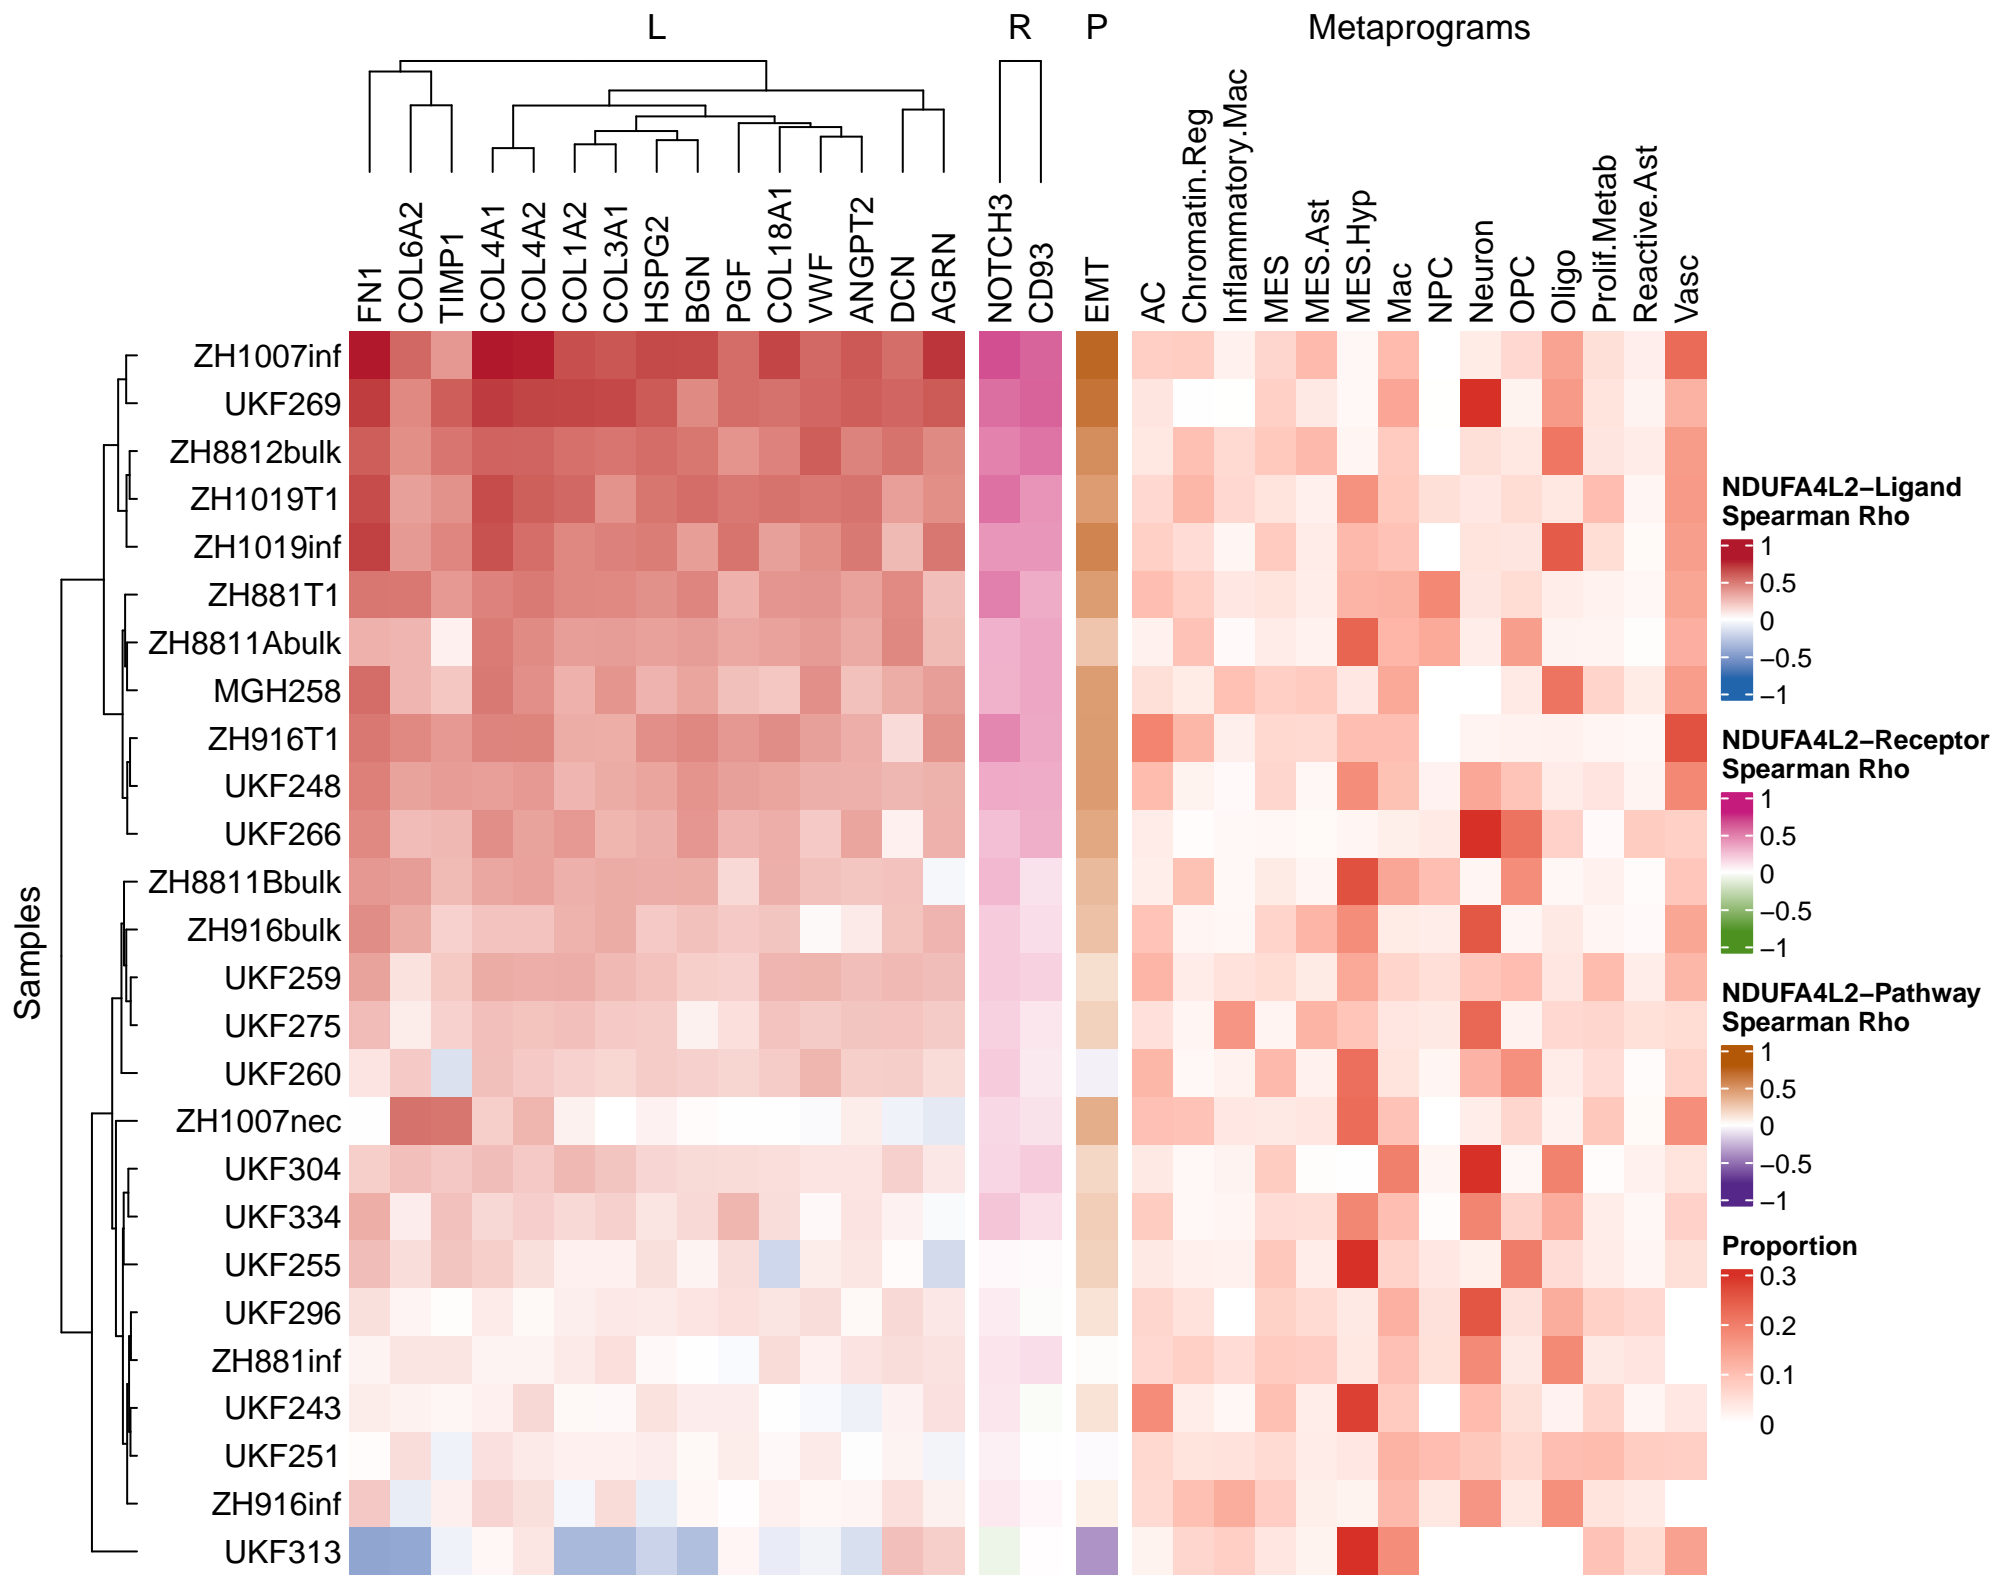 L
R
P
Metaprograms
FN1
COL6A2
TIMP1
COL4A1
COL4A2
COL1A2
COL3A1
HSPG2
BGN
PGF
COL18A1
VWF
ANGPT2
DCN
AGRN
NOTCH3
CD93
EMT
AC
Chromatin.Reg
Inflammatory.Mac
MES
MES.Ast
MES.Hyp
Mac
NPC
Neuron
OPC
Oligo
Prolif.Metab
Reactive.Ast
Vasc
Samples
ZH1007inf
UKF269
ZH8812bulk
ZH1019T1
ZH1019inf
ZH881T1
ZH8811Abulk
MGH258
ZH916T1
UKF248
UKF266
ZH8811Bbulk
ZH916bulk
UKF259
UKF275
UKF260
ZH1007nec
UKF304
UKF334
UKF255
UKF296
ZH881inf
UKF243
UKF251
ZH916inf
UKF313
NDUFA4L2−Ligand
Spearman Rho
1
0.5
0
−0.5
−1
NDUFA4L2−Receptor
Spearman Rho
1
0.5
0
−0.5
−1
NDUFA4L2−Pathway
Spearman Rho
1
0.5
0
−0.5
−1
Proportion
0.3
0.2
0.1
0